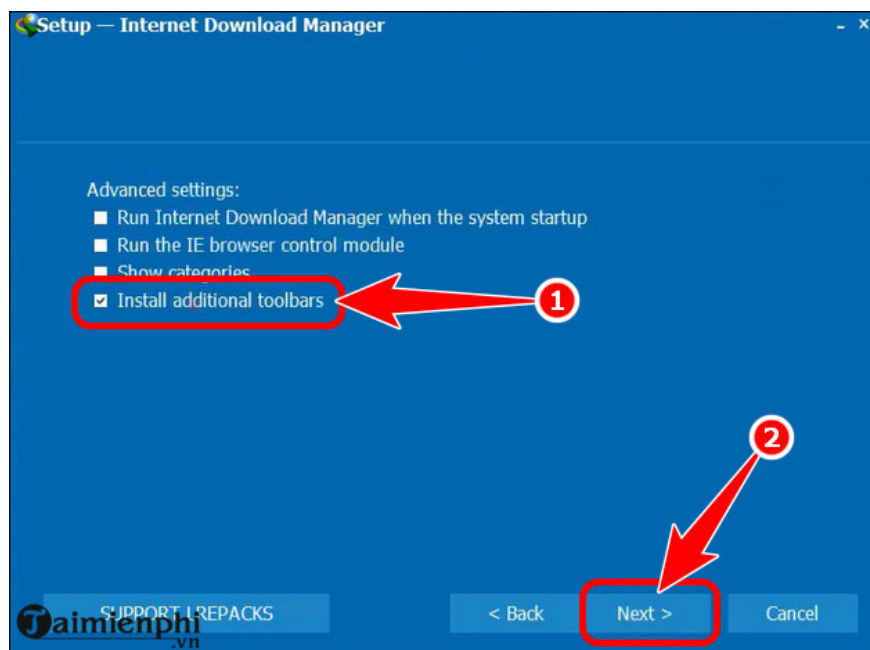 Setup — Internet Download Manager
Advanced settings:
Run Internet Download Manager when the system startup
Run the IE browser control module
Show categories
Install additional toolbars
1
2
SUPPORT LREPACKS
< Back
Next >
Cancel
Taimienphi
.vn